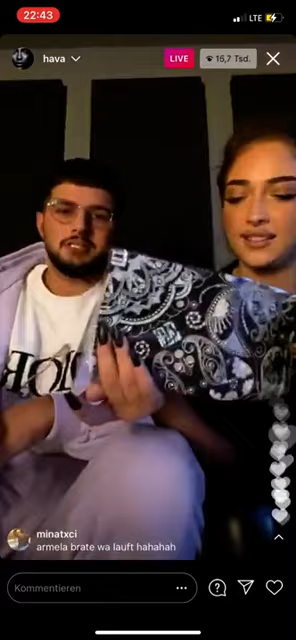 22:43
LTE
hava
LIVE
15,7 Tsd.
minatxci
armela brate wa lauft hahahah
Kommentieren